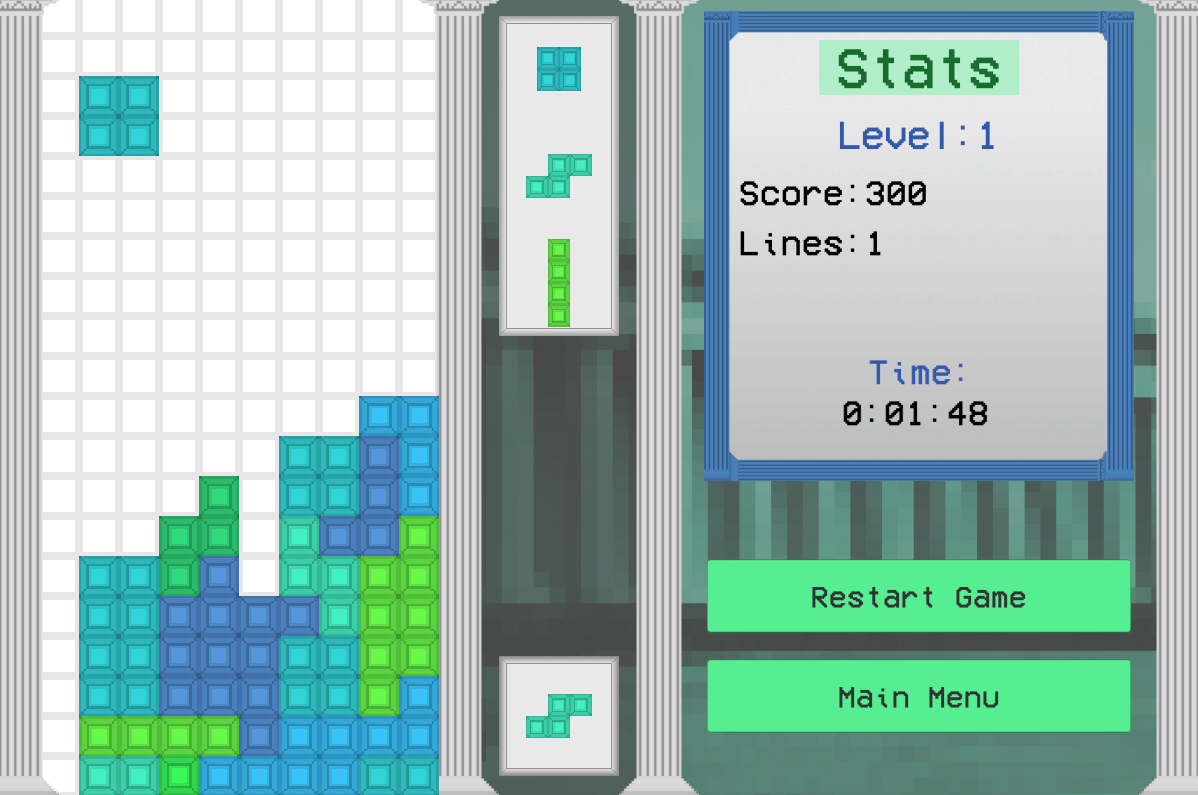 Stats
Level:1
Score:300
Lines:1
Time:
0:01:48
Restart Game
Main Menu